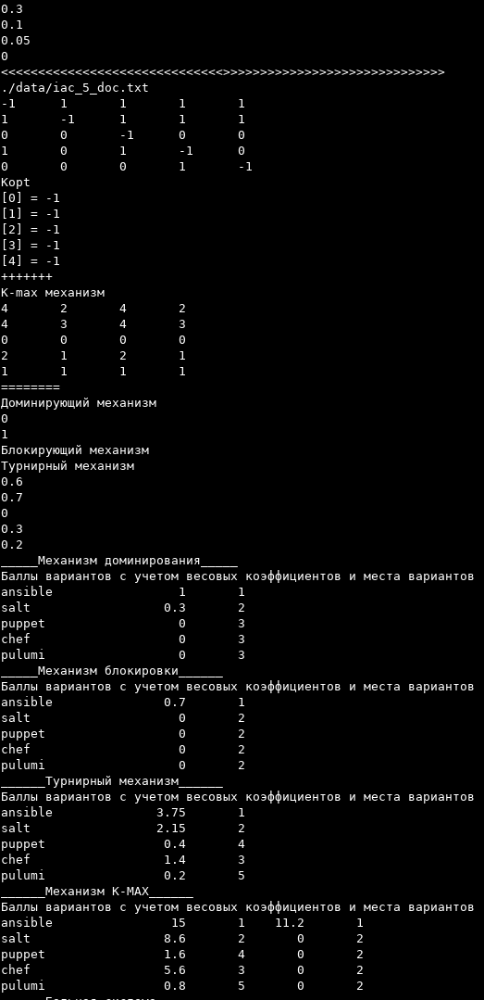 0.3
0.1
0.05
0
<<<<<<<<<<<<<<<<<<<<<<<<<<<<<<>>>>>>>>>>>>>>>>>>>>>>>>>>>>>>
./data/iac_5_doc.txt
-1 1 1 1 1
1 -1 1 1 1
0 0 -1 0 0
1 0 1 -1 0
0 0 0 1 -1
Kopt
[0] = -1
[1] = -1
[2] = -1
[3] = -1
[4] = -1
+++++++
K-max механизм
4 2 4 2
4 3 4 3
0 0 0 0
2 1 2 1
1 1 1 1
========
Доминирующий механизм
0
1
Блокирующий механизм
Турнирный механизм
0.6
0.7
0
0.3
0.2
_____Механизм доминирования_____
Баллы вариантов с учетом весовых коэффициентов и места вариантов
ansible 1 1
salt 0.3 2
puppet 0 3
chef 0 3
pulumi 0 3
_____Механизм блокировки______
Баллы вариантов с учетом весовых коэффициентов и места вариантов
ansible 0.7 1
salt 0 2
puppet 0 2
chef 0 2
pulumi 0 2
______Турнирный механизм______
Баллы вариантов с учетом весовых коэффициентов и места вариантов
ansible 3.75 1
salt 2.15 2
puppet 0.4 4
chef 1.4 3
pulumi 0.2 5
______Механизм K-MAX______
Баллы вариантов с учетом весовых коэффициентов и места вариантов
ansible 15 1 11.2 1
salt 8.6 2 0 2
puppet 1.6 4 0 2
chef 5.6 3 0 2
pulumi 0.8 5 0 2